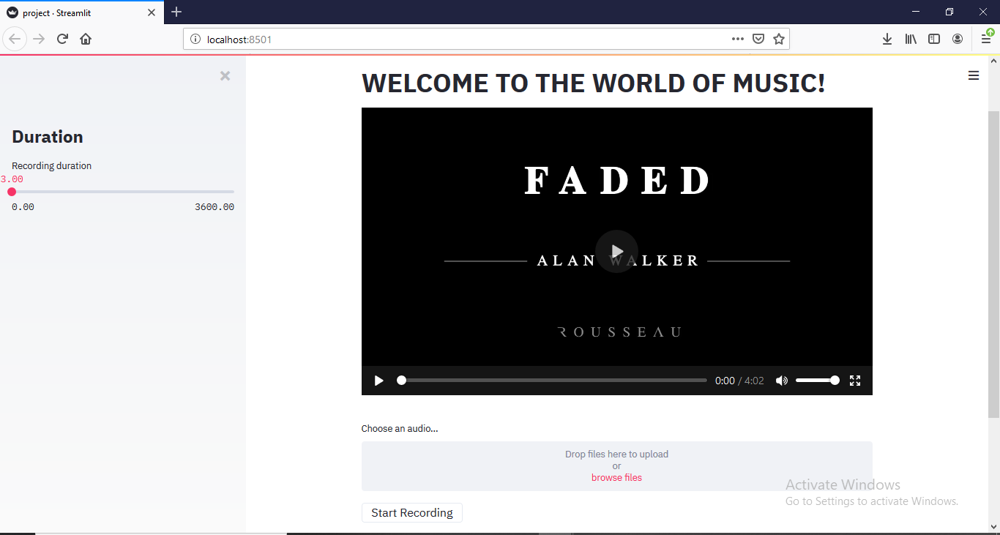 project · Streamlit
localhost:8501
WELCOME TO THE WORLD OF MUSIC!
Duration
Recording duration
3.00
0.00 3600.00
FADED
ALAN WALKER
ROUSSEAU
0:00 / 4:02
Choose an audio...
Drop files here to upload
or
browse files
Start Recording
Activate Windows
Go to Settings to activate Windows.